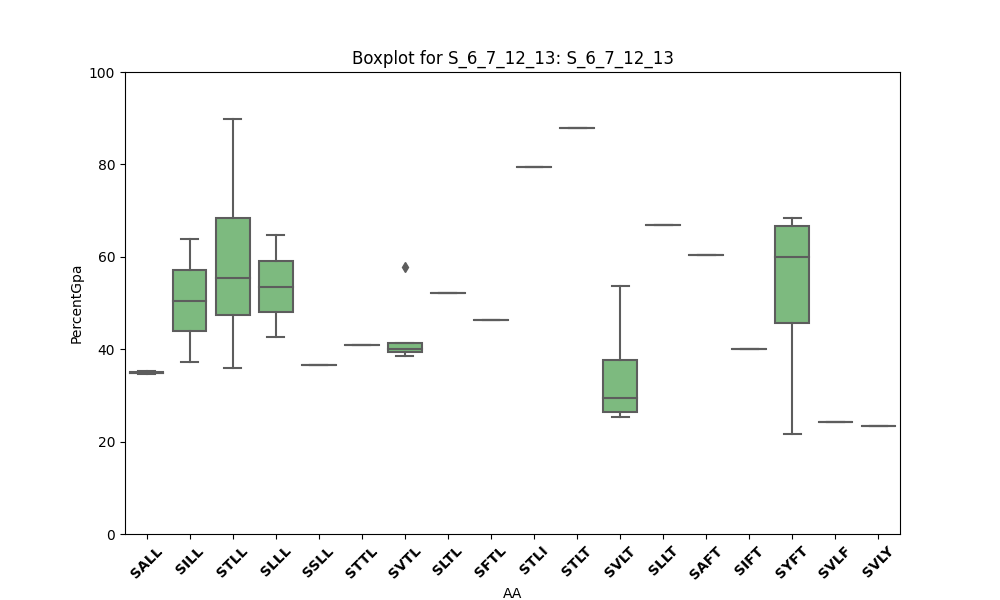 Boxplot for S_6_7_12_13: S_6_7_12_13
PercentGpa
100
80
60
40
20
0
SALL SILL STLL SLLL SSLL STTL SVTL SLTL SFTL STLI STLT SVLT SLLT SAFT SIFT SYFT SVLF SVLY
AA